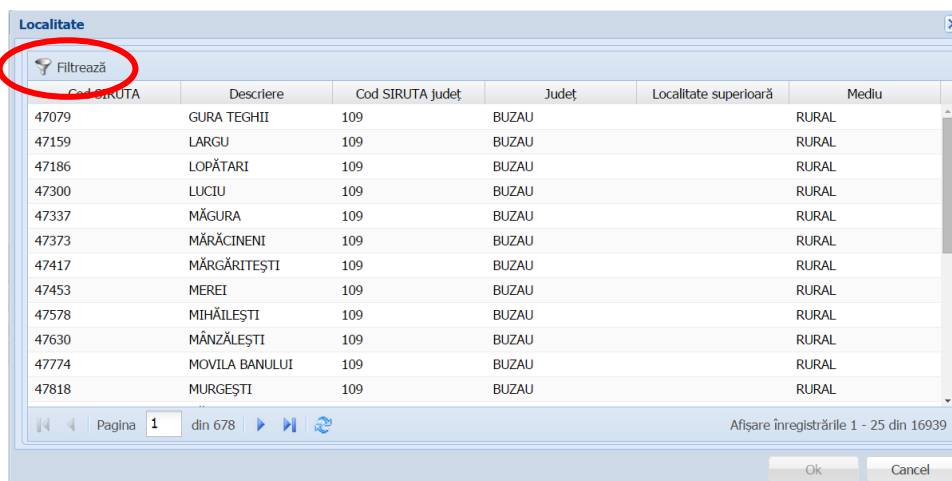 Localitate
Filtrează
Cod SIRUTA Descriere Cod SIRUTA județ Județ Localitate superioară Mediu
47079 GURA TEGHII 109 BUZAU RURAL
47159 LARGU 109 BUZAU RURAL
47186 LOPĂTARI 109 BUZAU RURAL
47300 LUCIU 109 BUZAU RURAL
47337 MĂGURA 109 BUZAU RURAL
47373 MĂRĂCINENI 109 BUZAU RURAL
47417 MĂRGĂRITEȘTI 109 BUZAU RURAL
47453 MEREI 109 BUZAU RURAL
47578 MIHĂILEȘTI 109 BUZAU RURAL
47630 MÂNZĂLEȘTI 109 BUZAU RURAL
47774 MOVILA BANULUI 109 BUZAU RURAL
47818 MURGEȘTI 109 BUZAU RURAL
Pagina 1 din 678 Afișare înregistrările 1 - 25 din 16939
Ok Cancel